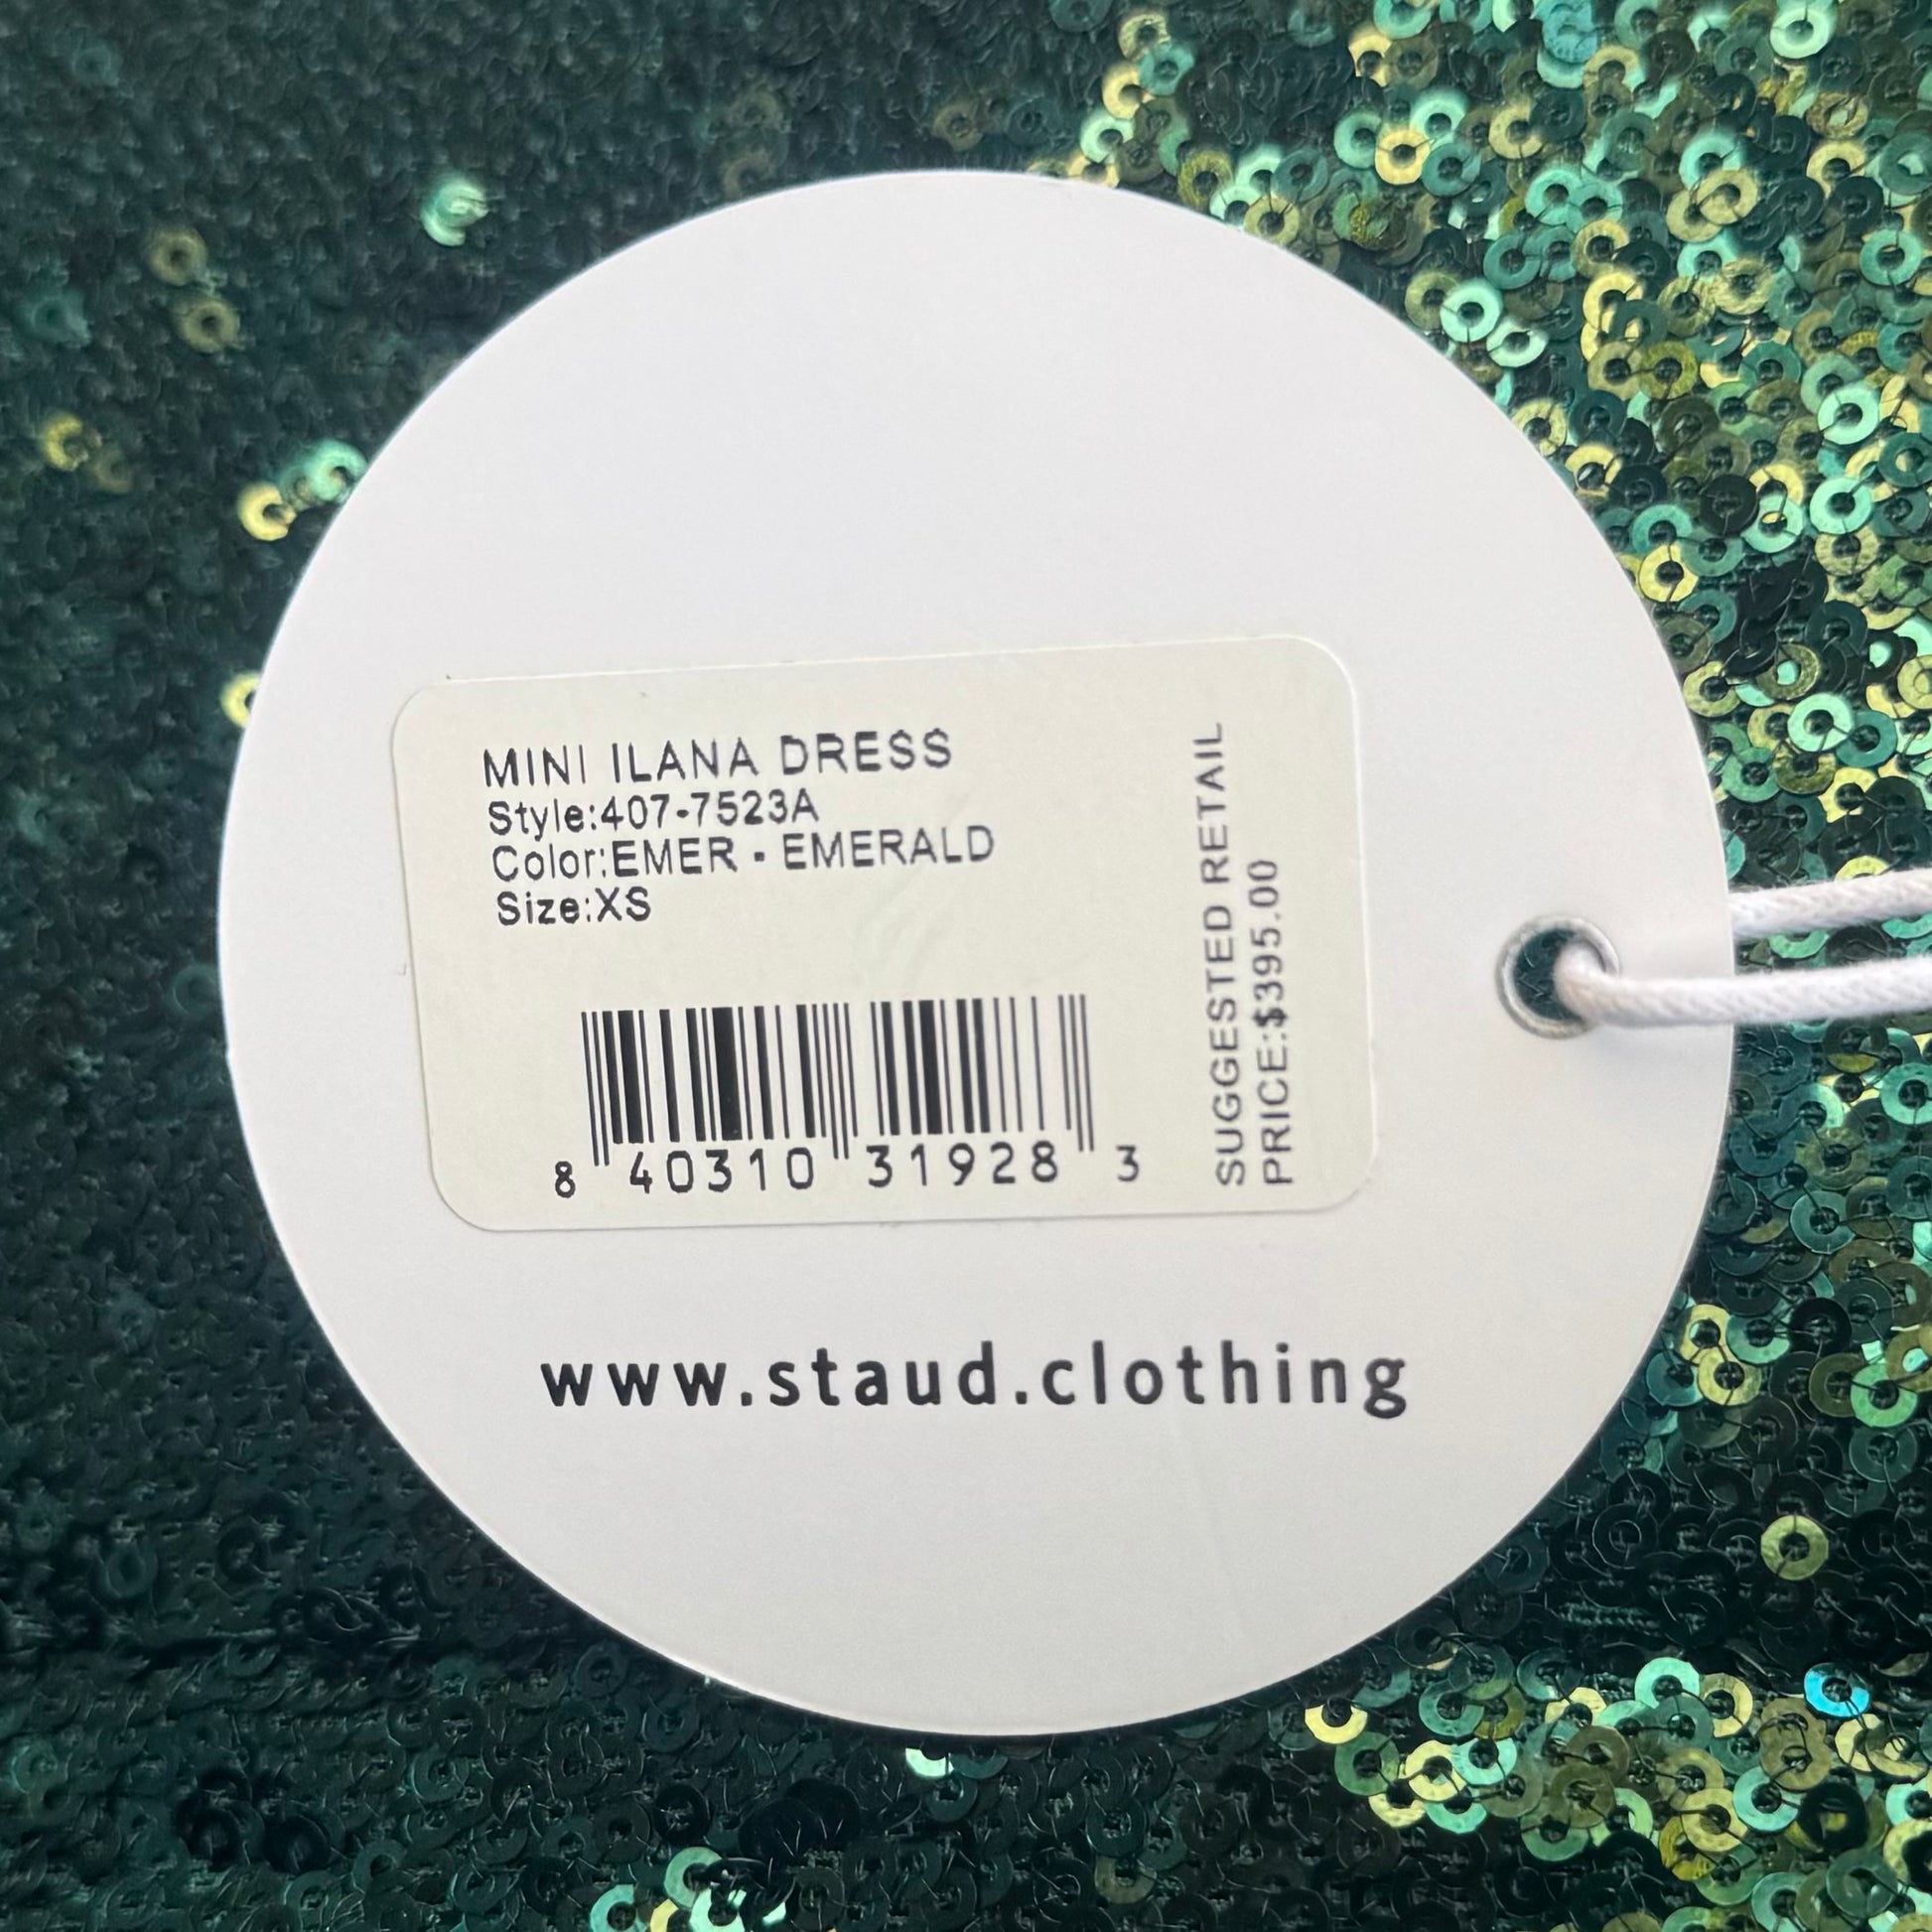 MINI ILANA DRESS
Style:407-7523A
Color:EMER - EMERALD
Size:XS
8 40310 31928 3
SUGGESTED RETAIL
PRICE:$395.00
www.staud.clothing